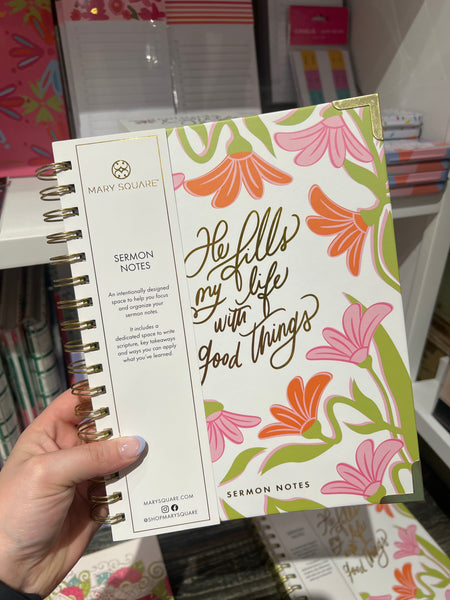 MARY SQUARE
SERMON
NOTES
An intentionally designed
space to help you focus
and organize your
sermon notes.
It includes a
dedicated space to write
scripture, key takeaways
and ways you can apply
what you've learned.
MARYSQUARE.COM
@SHOPMARYSQUARE
He fills
my life
with
good things
SERMON NOTES